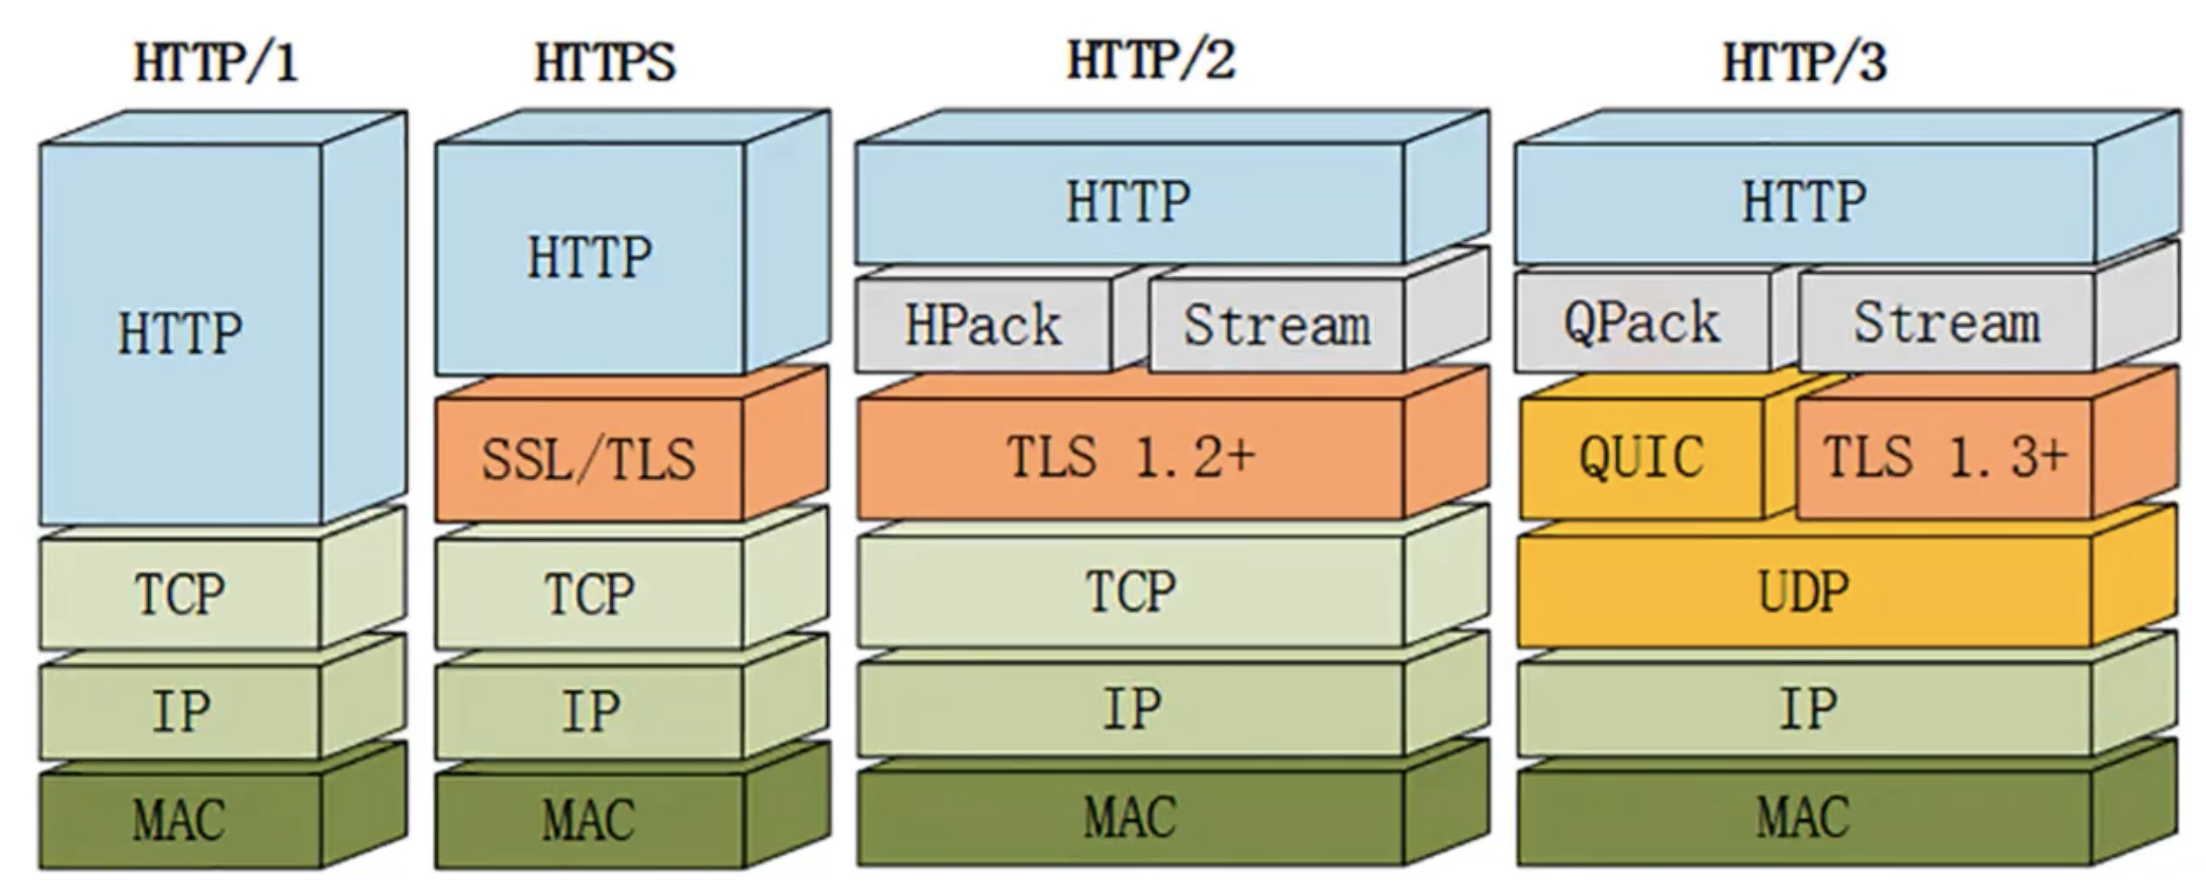 HTTP/1
HTTP
TCP
IP
MAC
HTTPS
HTTP
SSL/TLS
TCP
IP
MAC
HTTP/2
HTTP
HPack
Stream
TLS 1.2+
TCP
IP
MAC
HTTP/3
HTTP
QPack
Stream
QUIC
TLS 1.3+
UDP
IP
MAC